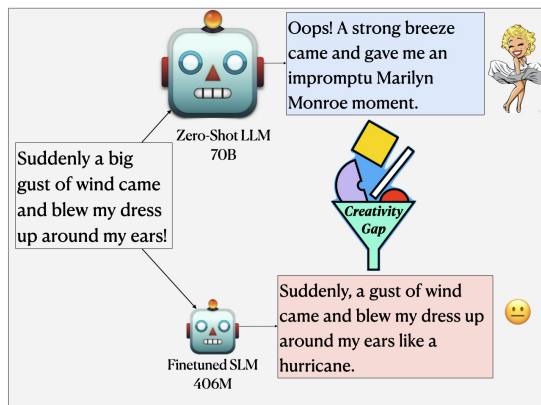 Oops! A strong breeze
came and gave me an
impromptu Marilyn
Monroe moment.
Zero-Shot LLM
70B
Suddenly a big
gust of wind came
and blew my dress
up around my ears!
Creativity
Gap
Suddenly, a gust of wind
came and blew my dress up
around my ears like a
hurricane.
Finetuned SLM
406M